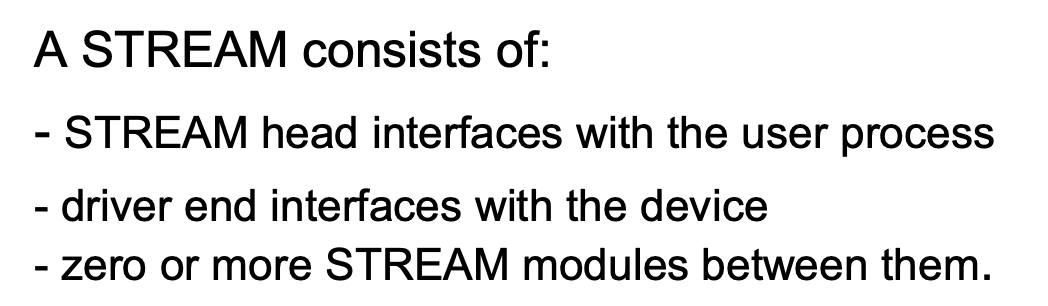 A STREAM consists of:
- STREAM head interfaces with the user process
- driver end interfaces with the device
- zero or more STREAM modules between them.